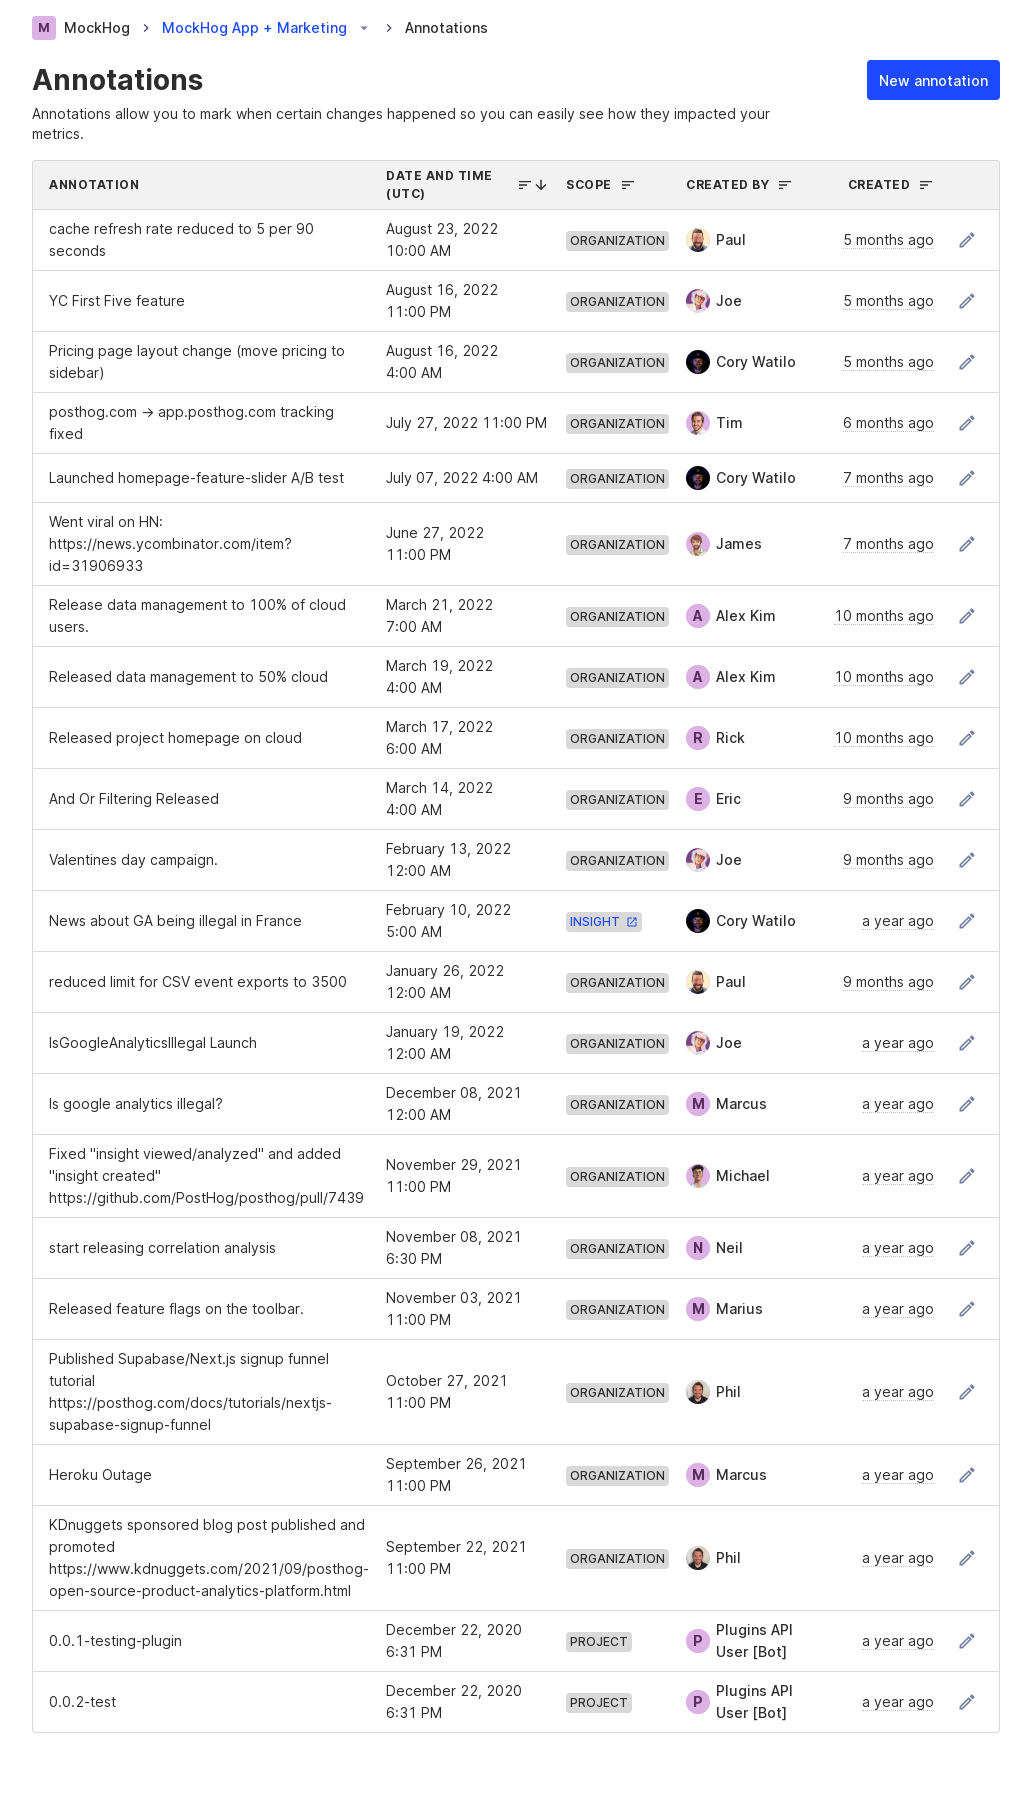 M MockHog > MockHog App + Marketing > Annotations
Annotations
New annotation
Annotations allow you to mark when certain changes happened so you can easily see how they impacted your
metrics.
ANNOTATION DATE AND TIME (UTC) SCOPE CREATED BY CREATED
cache refresh rate reduced to 5 per 90
seconds
August 23, 2022
10:00 AM
ORGANIZATION Paul 5 months ago
YC First Five feature
August 16, 2022
11:00 PM
ORGANIZATION Joe 5 months ago
Pricing page layout change (move pricing to
sidebar)
August 16, 2022
4:00 AM
ORGANIZATION Cory Watilo 5 months ago
posthog.com → app.posthog.com tracking
fixed
July 27, 2022 11:00 PM
ORGANIZATION Tim 6 months ago
Launched homepage-feature-slider A/B test
July 07, 2022 4:00 AM
ORGANIZATION Cory Watilo 7 months ago
Went viral on HN:
https://news.ycombinator.com/item?
id=31906933
June 27, 2022
11:00 PM
ORGANIZATION James 7 months ago
Release data management to 100% of cloud
users.
March 21, 2022
7:00 AM
ORGANIZATION A Alex Kim 10 months ago
Released data management to 50% cloud
March 19, 2022
4:00 AM
ORGANIZATION A Alex Kim 10 months ago
Released project homepage on cloud
March 17, 2022
6:00 AM
ORGANIZATION R Rick 10 months ago
And Or Filtering Released
March 14, 2022
4:00 AM
ORGANIZATION E Eric 9 months ago
Valentines day campaign.
February 13, 2022
12:00 AM
ORGANIZATION Joe 9 months ago
News about GA being illegal in France
February 10, 2022
5:00 AM
INSIGHT Cory Watilo a year ago
reduced limit for CSV event exports to 3500
January 26, 2022
12:00 AM
ORGANIZATION Paul 9 months ago
IsGoogleAnalyticsIllegal Launch
January 19, 2022
12:00 AM
ORGANIZATION Joe a year ago
Is google analytics illegal?
December 08, 2021
12:00 AM
ORGANIZATION M Marcus a year ago
Fixed "insight viewed/analyzed" and added
"insight created"
https://github.com/PostHog/posthog/pull/7439
November 29, 2021
11:00 PM
ORGANIZATION Michael a year ago
start releasing correlation analysis
November 08, 2021
6:30 PM
ORGANIZATION N Neil a year ago
Released feature flags on the toolbar.
November 03, 2021
11:00 PM
ORGANIZATION M Marius a year ago
Published Supabase/Next.js signup funnel
tutorial
https://posthog.com/docs/tutorials/nextjs-
supabase-signup-funnel
October 27, 2021
11:00 PM
ORGANIZATION Phil a year ago
Heroku Outage
September 26, 2021
11:00 PM
ORGANIZATION M Marcus a year ago
KDnuggets sponsored blog post published and
promoted
https://www.kdnuggets.com/2021/09/posthog-
open-source-product-analytics-platform.html
September 22, 2021
11:00 PM
ORGANIZATION Phil a year ago
0.0.1-testing-plugin
December 22, 2020
6:31 PM
PROJECT P Plugins API
User [Bot]
a year ago
0.0.2-test
December 22, 2020
6:31 PM
PROJECT P Plugins API
User [Bot]
a year ago